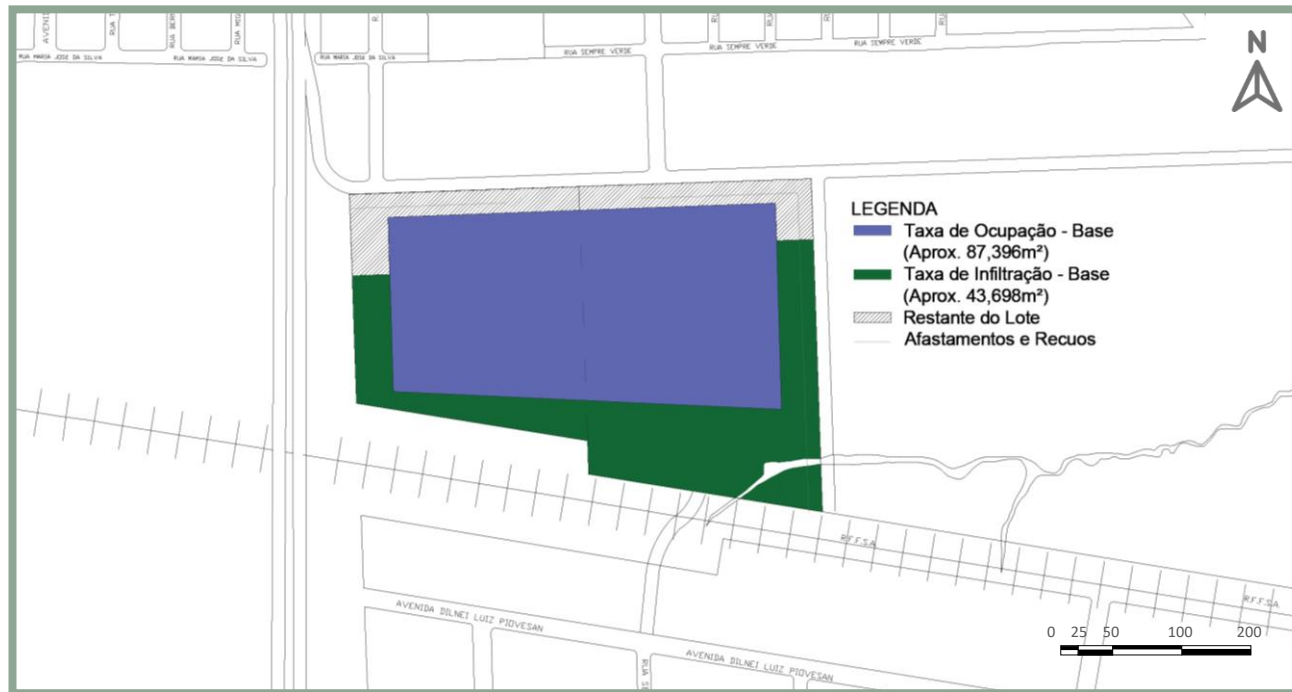 AVENIDA
RUA MARIA JOSE DA SILVA
RUA MARIA JOSE DA SILVA
RUA MARIA JOSE DA SILVA
RUA SEMPRE VERDE
RUA SEMPRE VERDE
RUA SEMPRE VERDE
N
LEGENDA
Taxa de Ocupação - Base
(Aprox. 87,396m²)
Taxa de Infiltração - Base
(Aprox. 43,698m²)
Restante do Lote
Afastamentos e Recuos
R.F.F.S.A.
R.F.F.S.A.
AVENIDA DILNEI LUIZ PIOVESAN
AVENIDA DILNEI LUIZ PIOVESAN
0 25 50 100 200